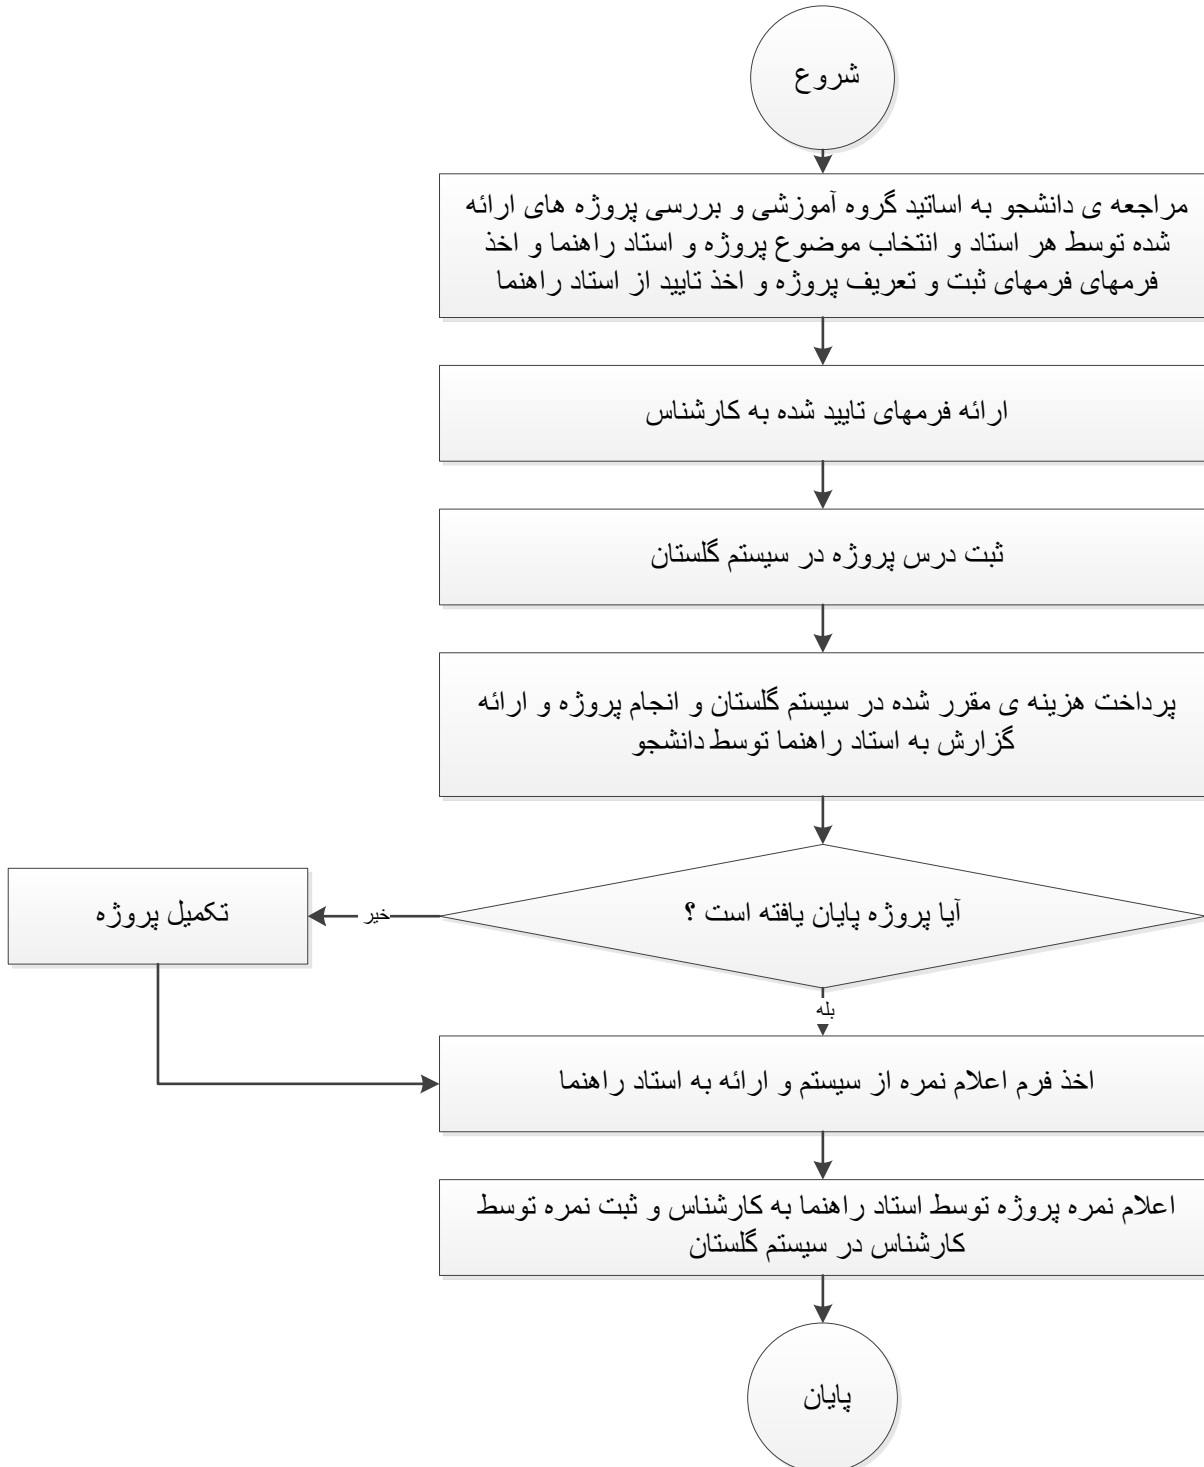 شروع
مراجعه ی دانشجو به اساتید گروه آموزشی و بررسی پروژه های ارائه
شده توسط هر استاد و انتخاب موضوع پروژه و استاد راهنما و اخذ
فرمهای فرمهای ثبت و تعریف پروژه و اخذ تایید از استاد راهنما
ارائه فرمهای تایید شده به کارشناس
ثبت درس پروژه در سیستم گلستان
پرداخت هزینه ی مقرر شده در سیستم گلستان و انجام پروژه و ارائه
گزارش به استاد راهنما توسط دانشجو
آیا پروژه پایان یافته است ؟
خیر
تکمیل پروژه
بله
اخذ فرم اعلام نمره از سیستم و ارائه به استاد راهنما
اعلام نمره پروژه توسط استاد راهنما به کارشناس و ثبت نمره توسط
کارشناس در سیستم گلستان
پایان